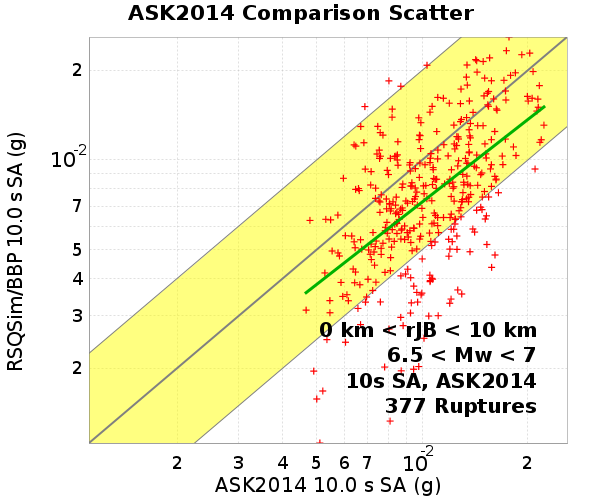 ASK2014 Comparison Scatter
RSQSim/BBP 10.0 s SA (g)
2
10-2
7
5
4
3
2
0 km < rJB < 10 km
6.5 < Mw < 7
10s SA, ASK2014
377 Ruptures
2 3 4 5 6 7 10-2 2
ASK2014 10.0 s SA (g)